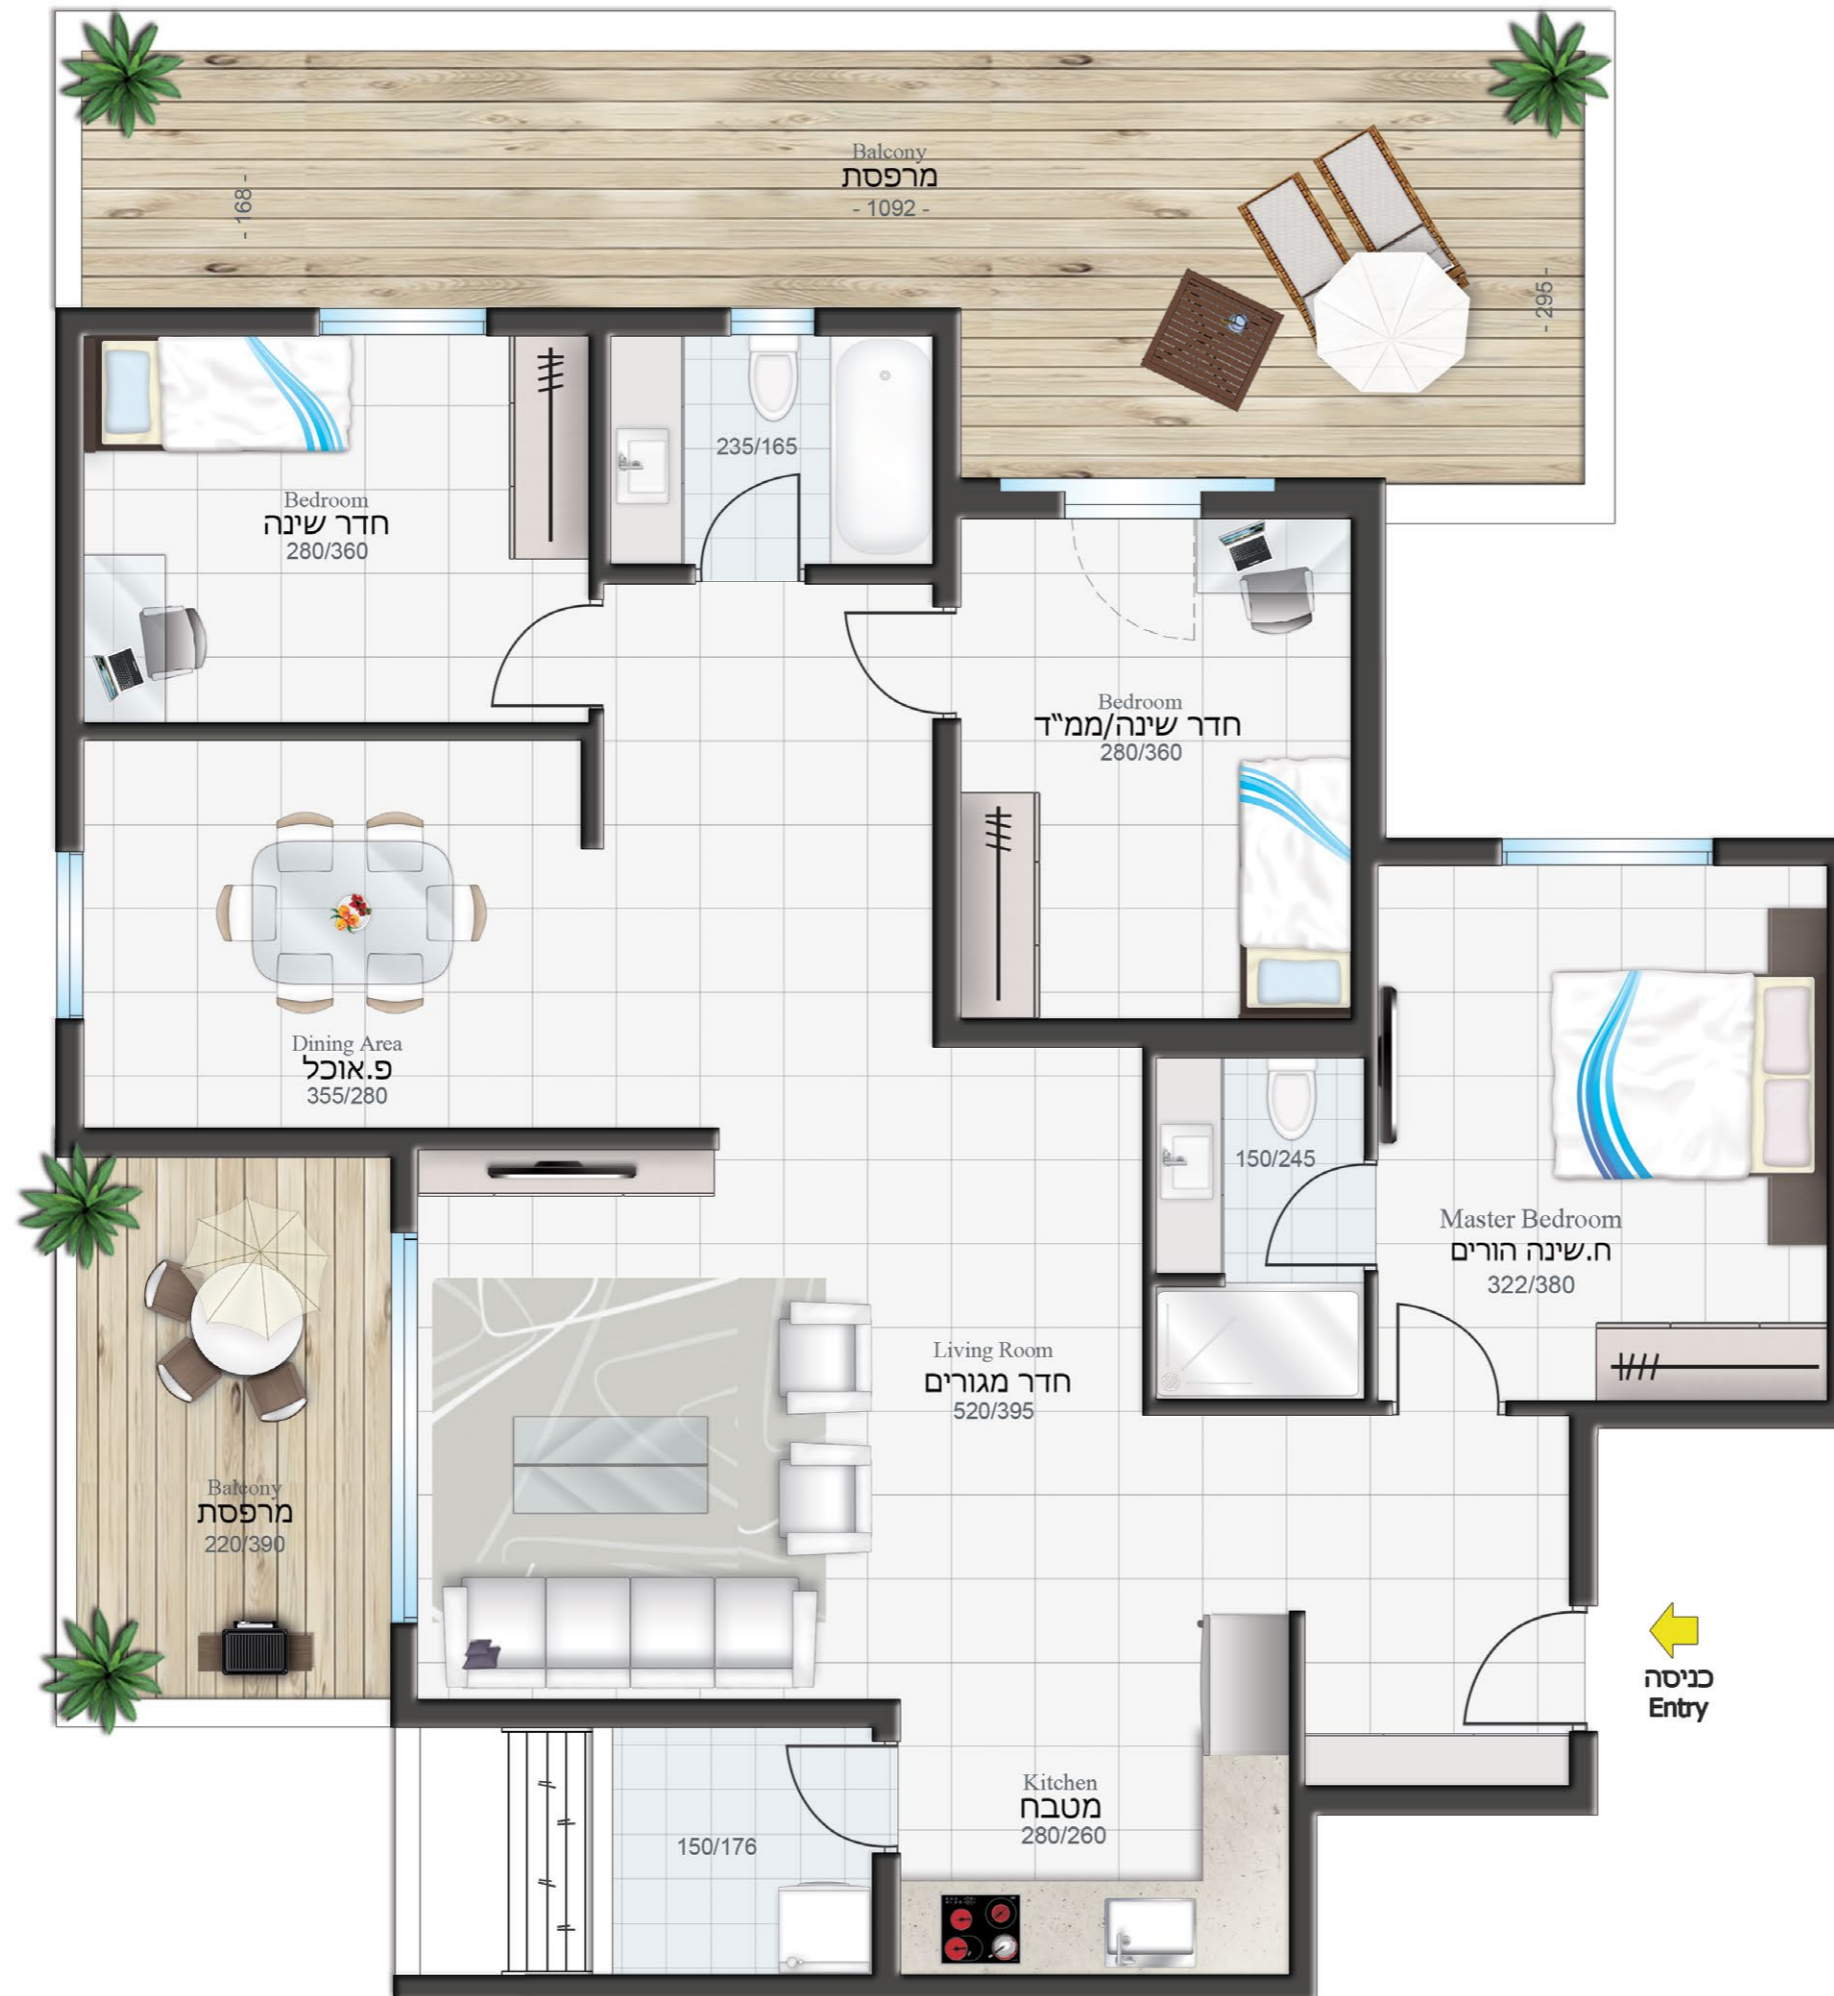 Balcony
מרפסת
- 1092 -
- 168 -
- 295 -
235/165
Bedroom
חדר שינה
280/360
Bedroom
חדר שינה/ממ"ד
280/360
Dining Area
פ.אוכל
355/280
150/245
Master Bedroom
ח.שינה הורים
322/380
Living Room
חדר מגורים
520/395
Balcony
מרפסת
220/390
כניסה
Entry
Kitchen
מטבח
280/260
150/176